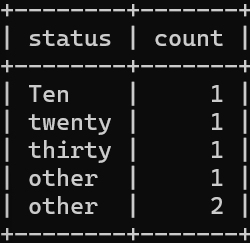 +---------+-------+
| status  | count |
+---------+-------+
| Ten     |     1 |
| twenty  |     1 |
| thirty  |     1 |
| other   |     1 |
| other   |     2 |
+---------+-------+